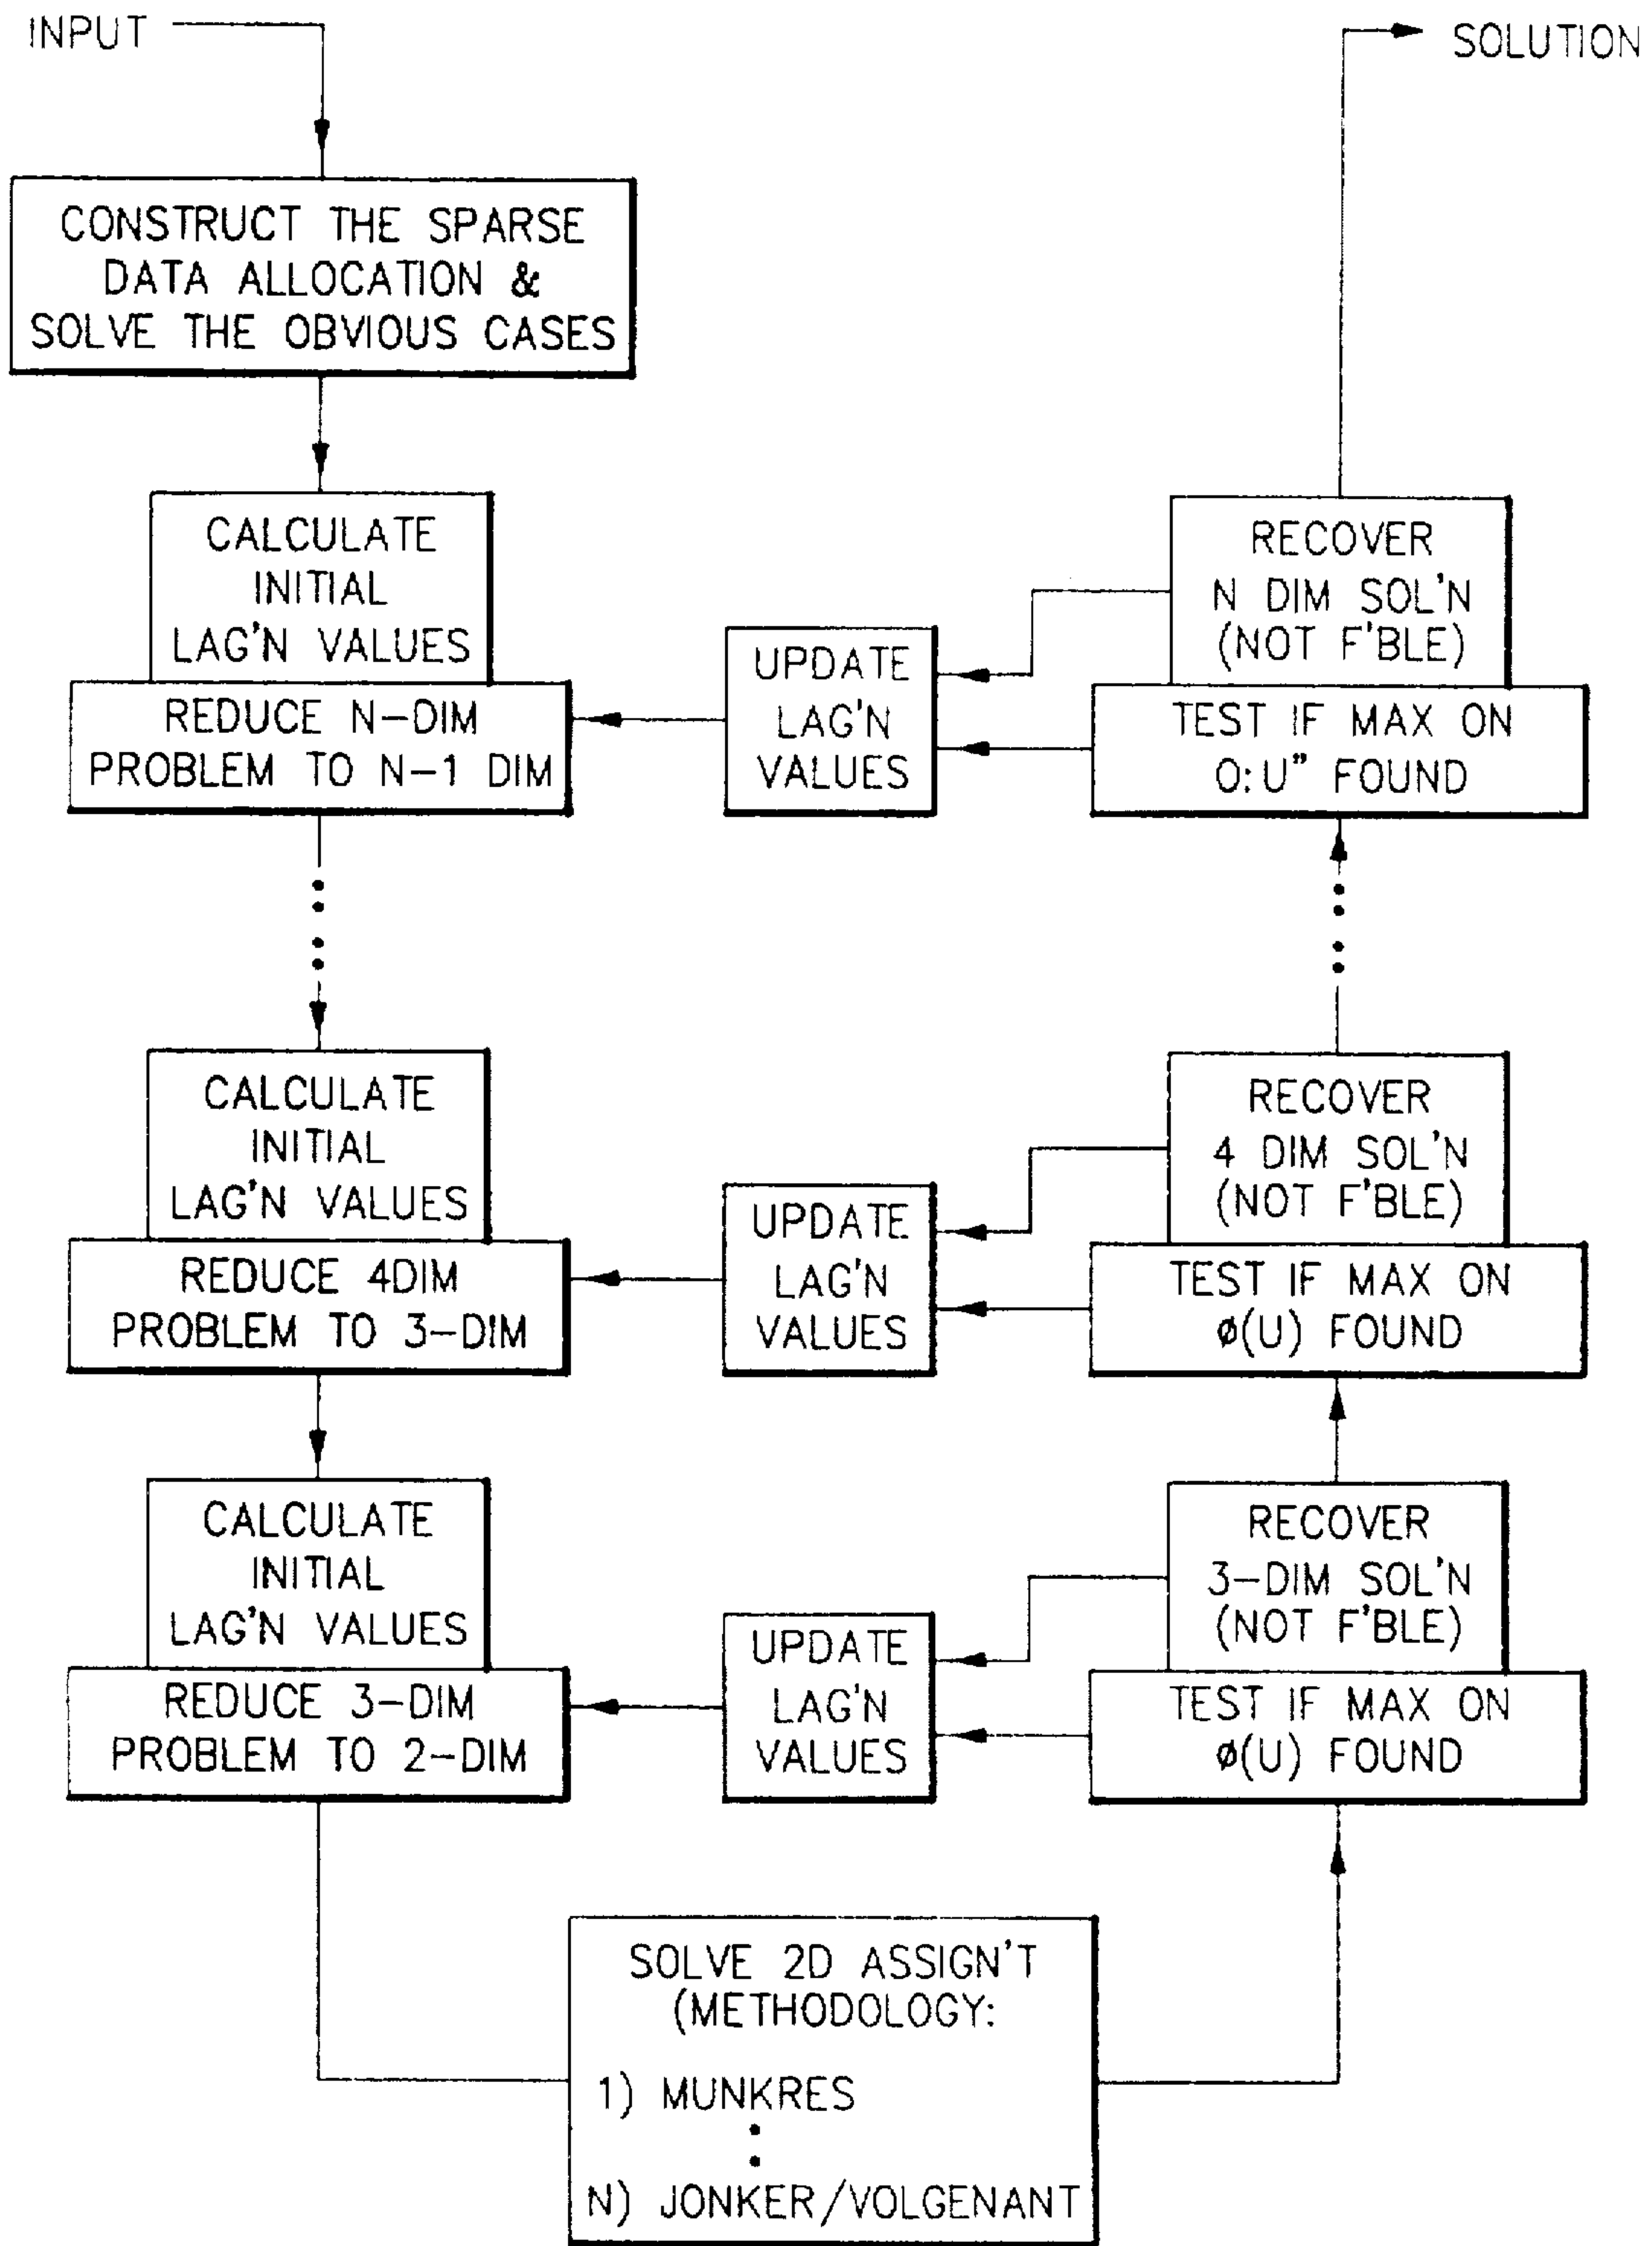 INPUT
SOLUTION
CONSTRUCT THE SPARSE
DATA ALLOCATION &
SOLVE THE OBVIOUS CASES
CALCULATE
INITIAL
LAG'N VALUES
REDUCE N-DIM
PROBLEM TO N-1 DIM
UPDATE
LAG'N
VALUES
RECOVER
N DIM SOL'N
(NOT F'BLE)
TEST IF MAX ON
O:U" FOUND
CALCULATE
INITIAL
LAG'N VALUES
REDUCE 4DIM
PROBLEM TO 3-DIM
UPDATE
LAG'N
VALUES
RECOVER
4 DIM SOL'N
(NOT F'BLE)
TEST IF MAX ON
ø(U) FOUND
CALCULATE
INITIAL
LAG'N VALUES
REDUCE 3-DIM
PROBLEM TO 2-DIM
UPDATE
LAG'N
VALUES
RECOVER
3-DIM SOL'N
(NOT F'BLE)
TEST IF MAX ON
ø(U) FOUND
SOLVE 2D ASSIGN'T
(METHODOLOGY:
1) MUNKRES
N) JONKER/VOLGENANT